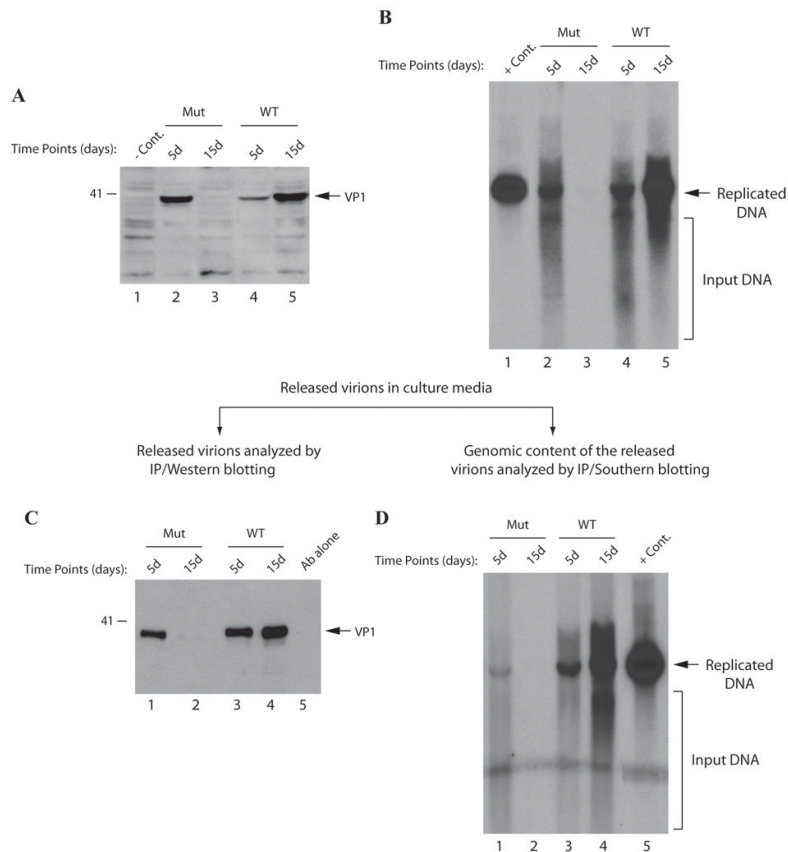 A
Mut
WT
Time Points (days):
- Cont.
5d
15d
5d
15d
41
VP1
1
2
3
4
5
B
Mut
WT
Time Points (days):
+ Cont.
5d
15d
5d
15d
Replicated
DNA
Input DNA
1
2
3
4
5
Released virions in culture media
Released virions analyzed by
IP/Western blotting
Genomic content of the released
virions analyzed by IP/Southern blotting
C
Mut
WT
Time Points (days):
5d
15d
5d
15d
Ab alone
41
VP1
1
2
3
4
5
D
Mut
WT
Time Points (days):
5d
15d
5d
15d
+ Cont.
Replicated
DNA
Input DNA
1
2
3
4
5